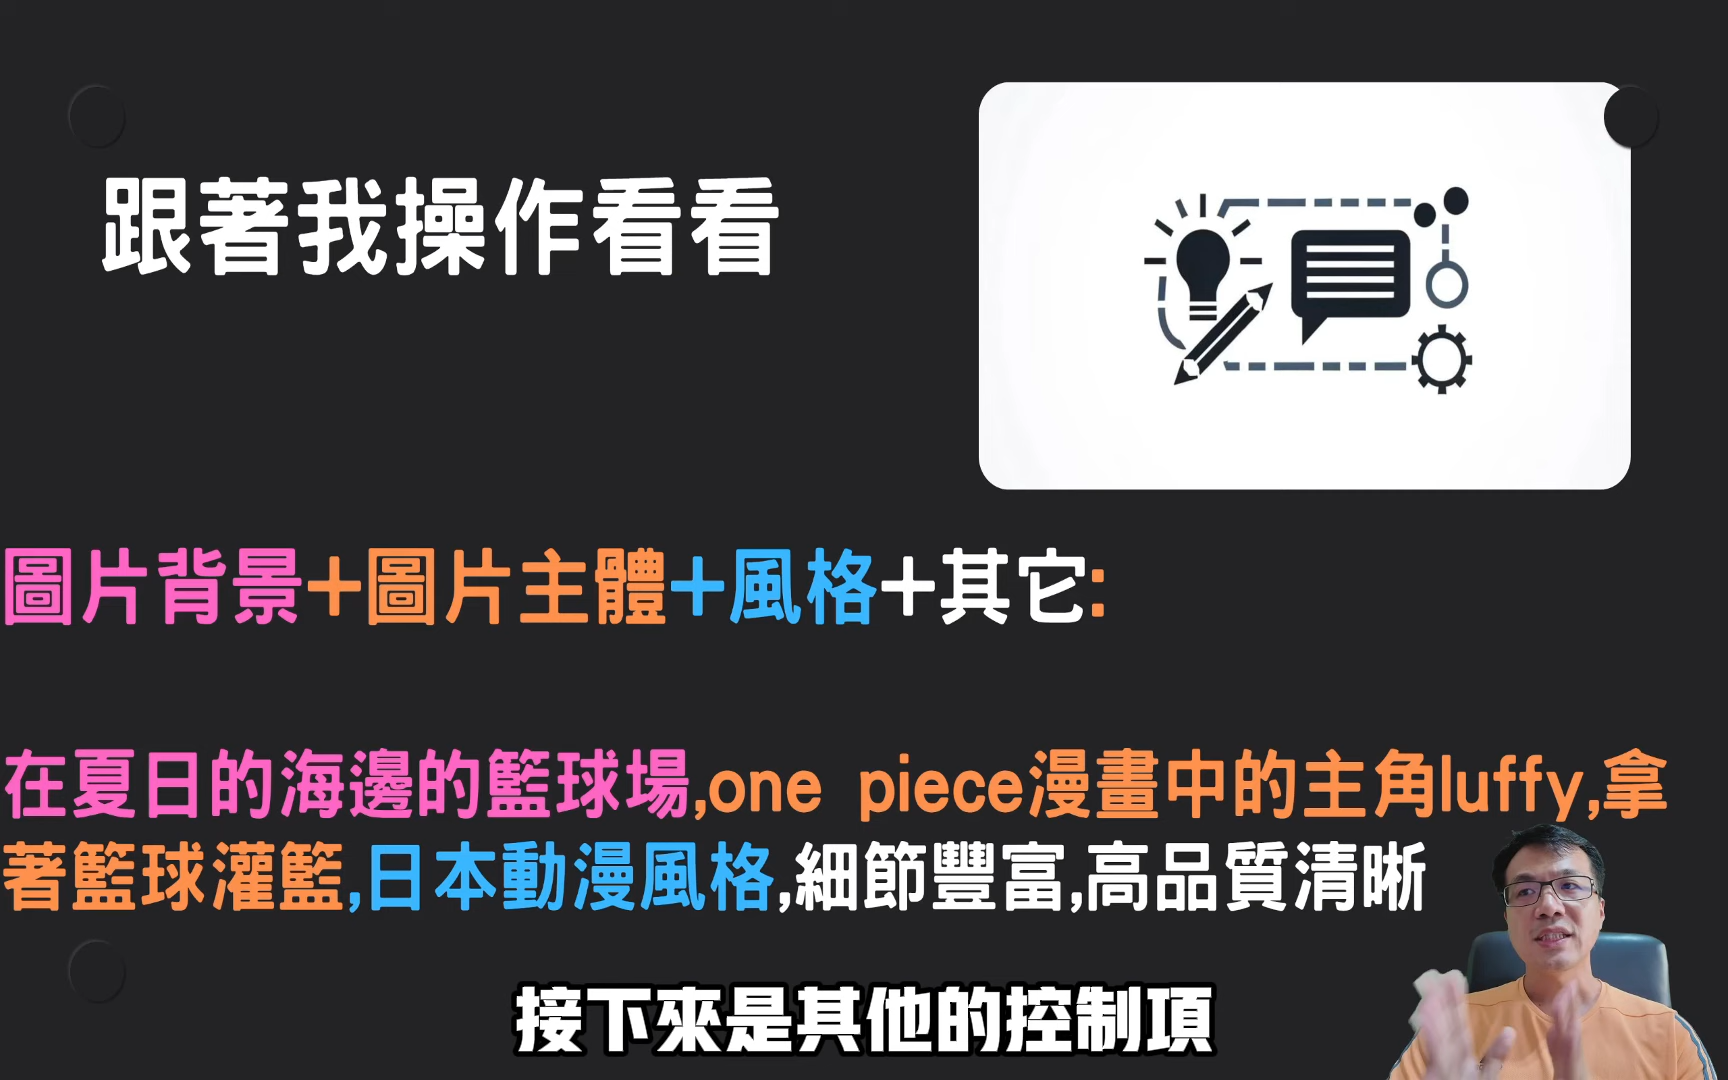 跟著我操作看看
圖片背景+圖片主體+風格+其它:
在夏日的海邊的籃球場,one piece漫畫中的主角luffy,拿
著籃球灌籃,日本動漫風格,細節豐富,高品質清晰
接下來是其他的控制項